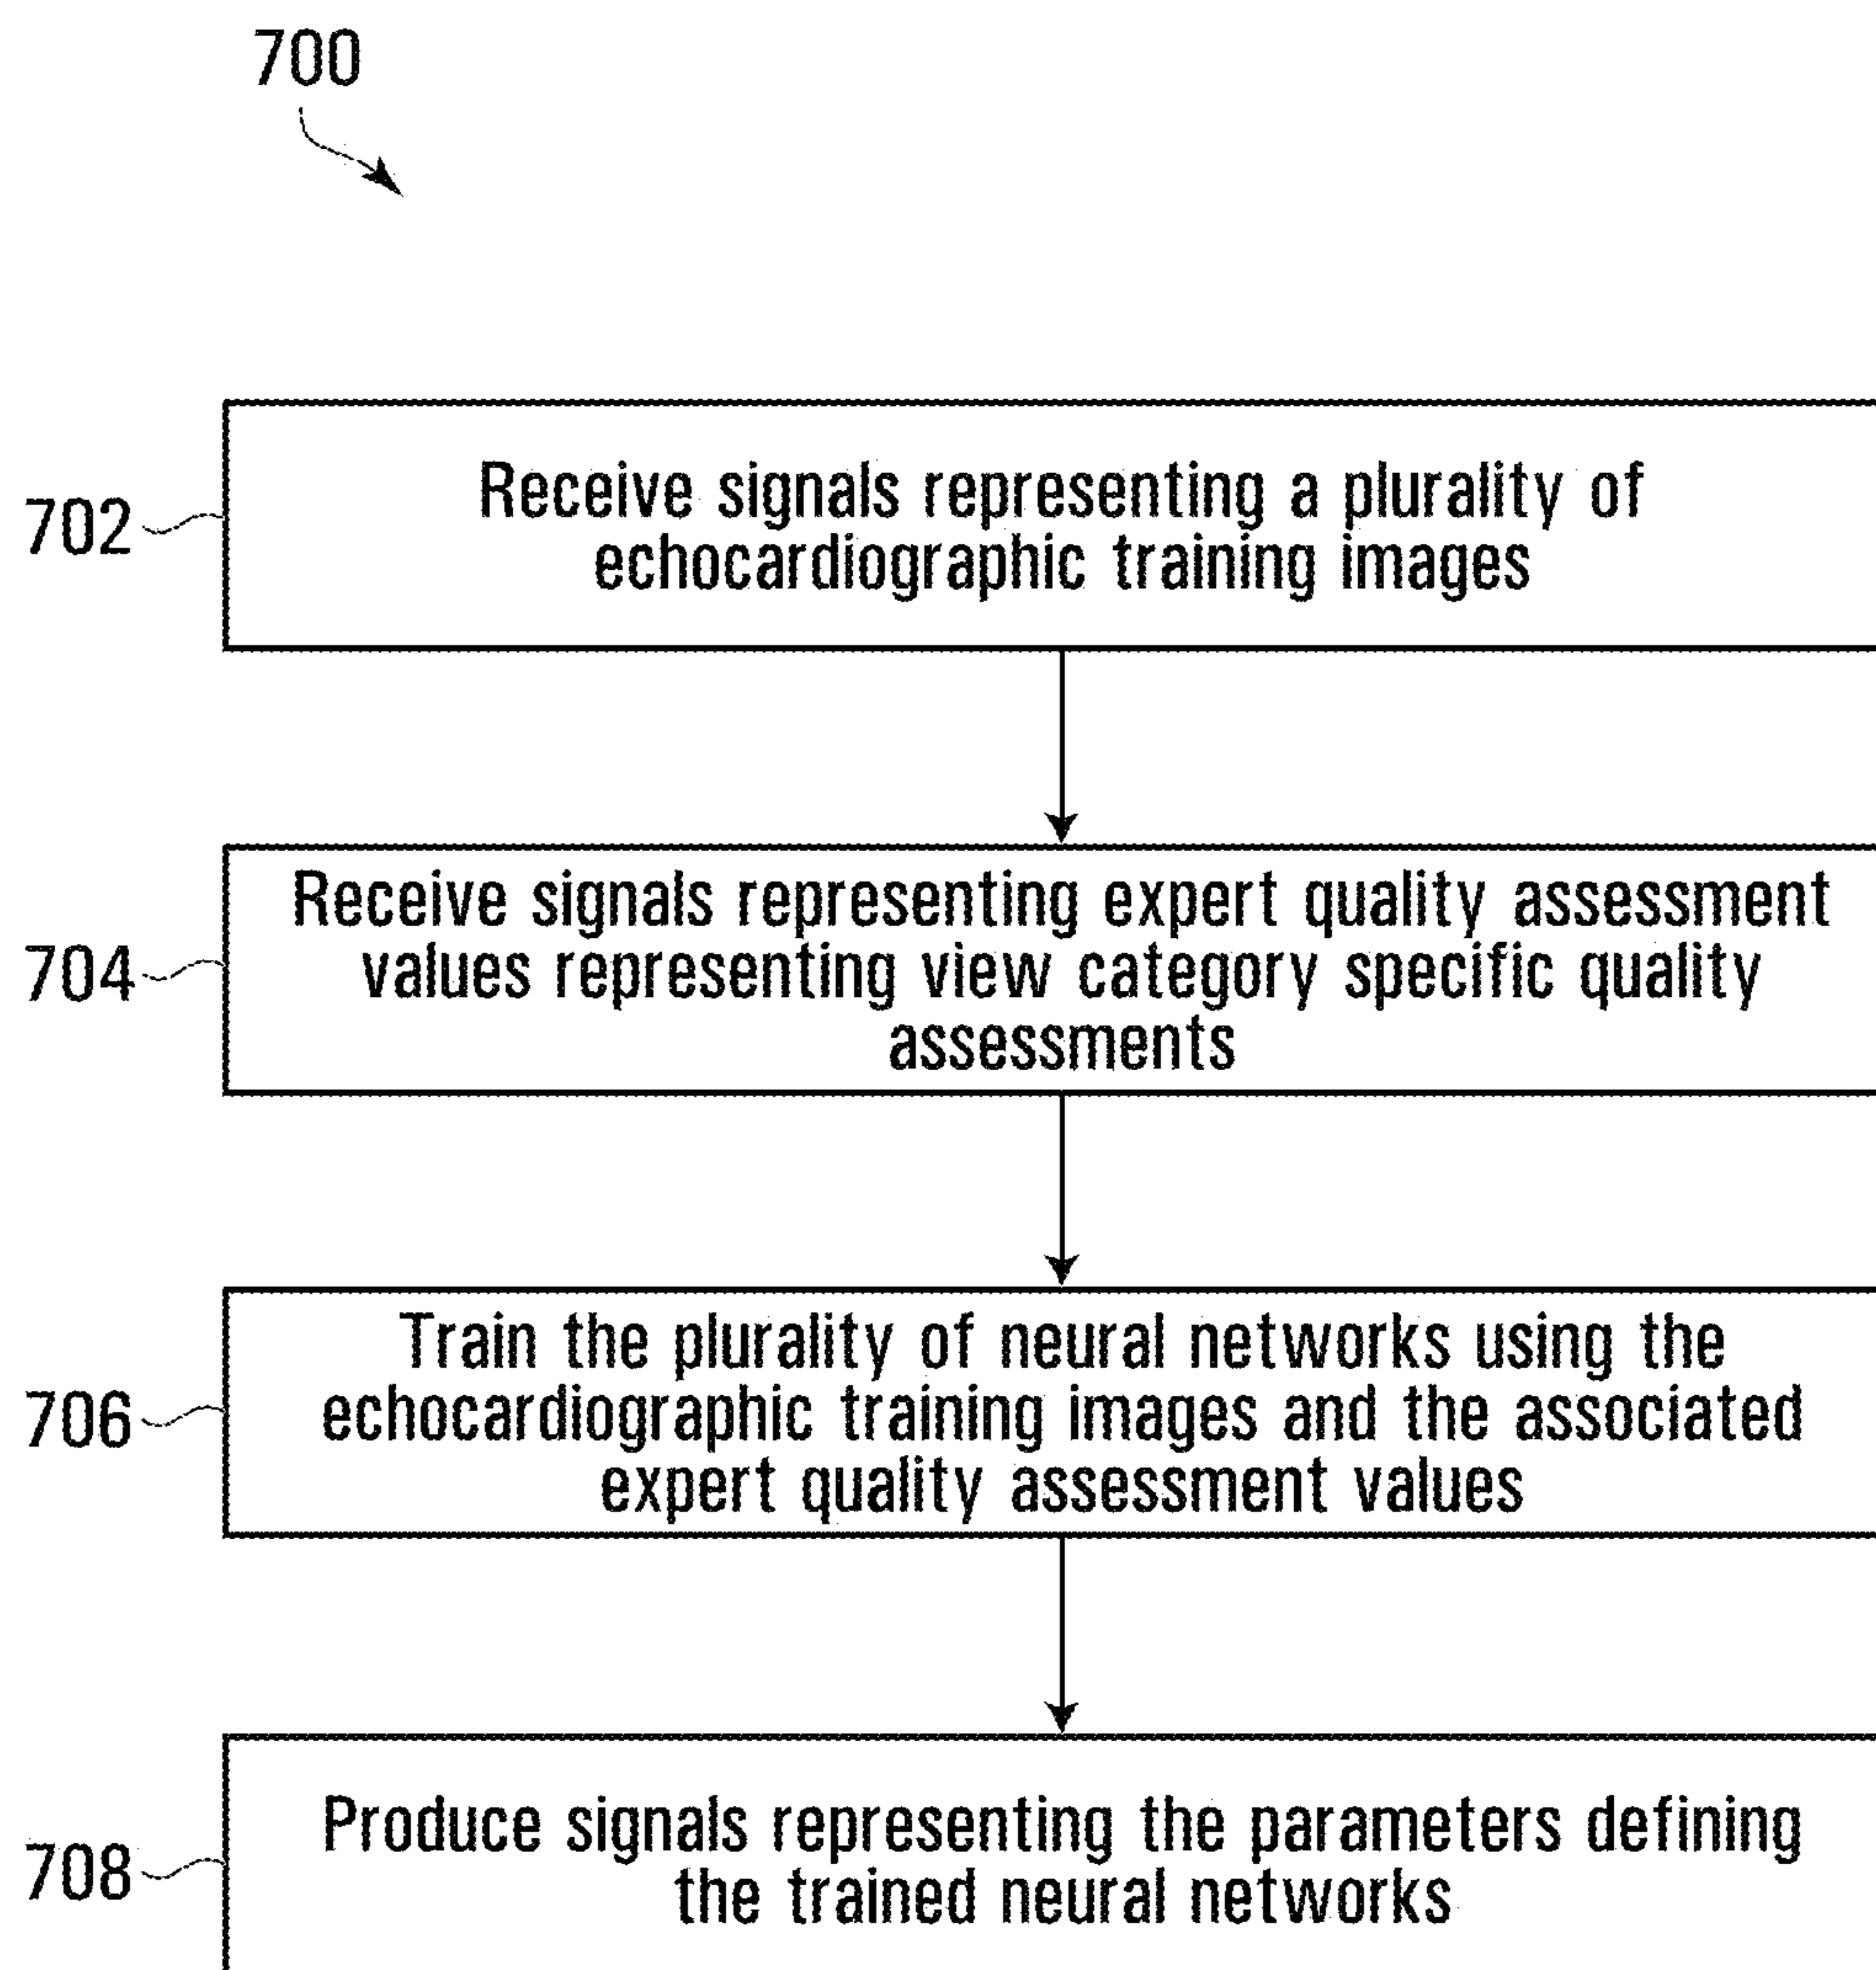 700
702
Receive signals representing a plurality of
echocardiographic training images
704
Receive signals representing expert quality assessment
values representing view category specific quality
assessments
706
Train the plurality of neural networks using the
echocardiographic training images and the associated
expert quality assessment values
708
Produce signals representing the parameters defining
the trained neural networks